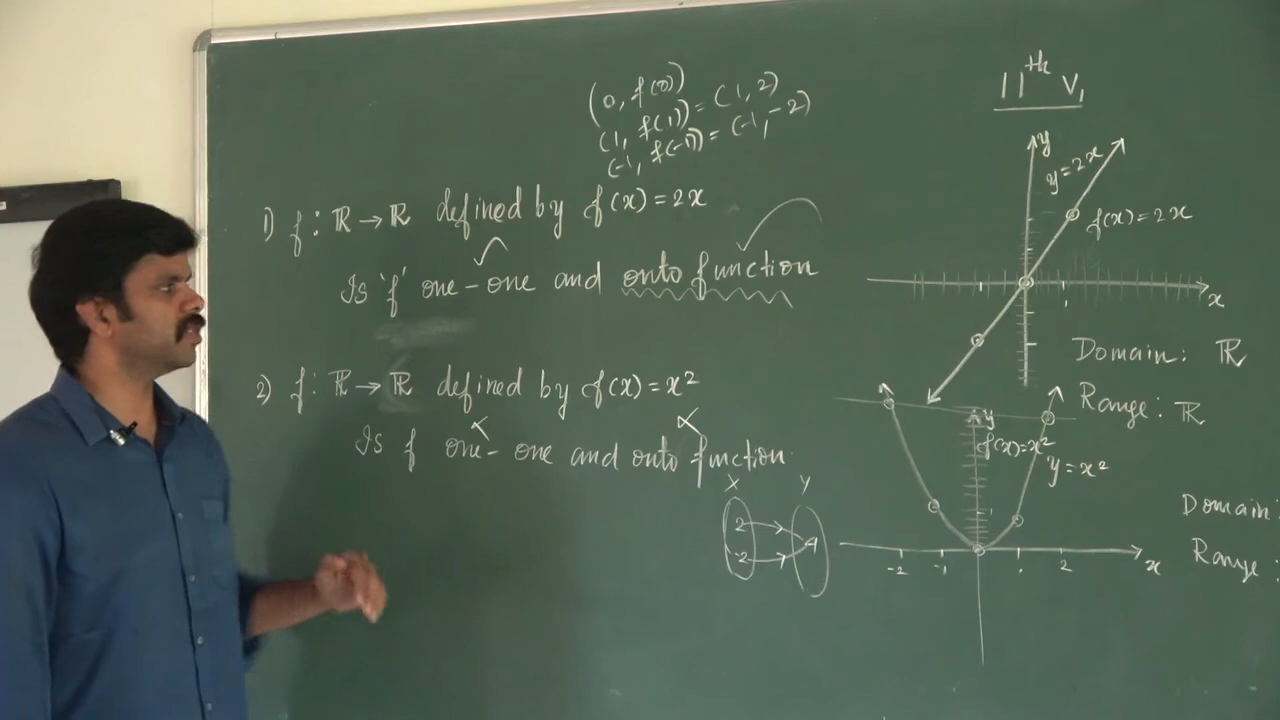 11th V1
(0, f(0))
(1, f(1)) = (1, 2)
(-1, f(-1)) = (-1, -2)
1) f : ℝ → ℝ defined by f(x) = 2x
Is 'f' one - one and onto function
y
y = 2x
f(x) = 2x
x
Domain : ℝ
Range : ℝ
2) f : ℝ → ℝ defined by f(x) = x²
Is f one - one and onto function.
X Y
2
-2
4
y
f(x) = x²
y = x²
1
1
-2 -1 2 x
Domain :
Range :